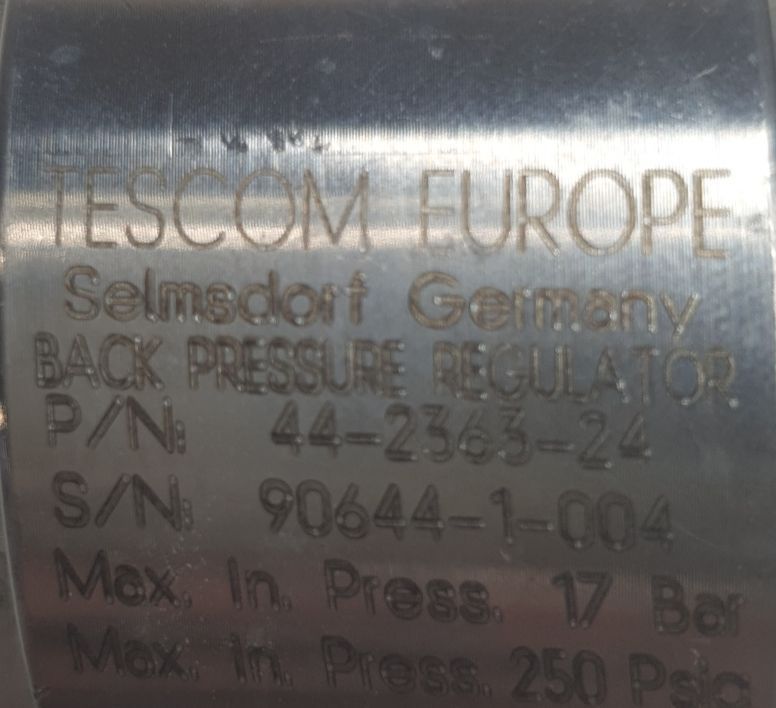 TESCOM EUROPE
Selmsdorf Germany
BACK PRESSURE REGULATOR
P/N: 44-2363-24
S/N: 90644-1-004
Max. In. Press. 17 Bar
Max. In. Press. 250 Psig